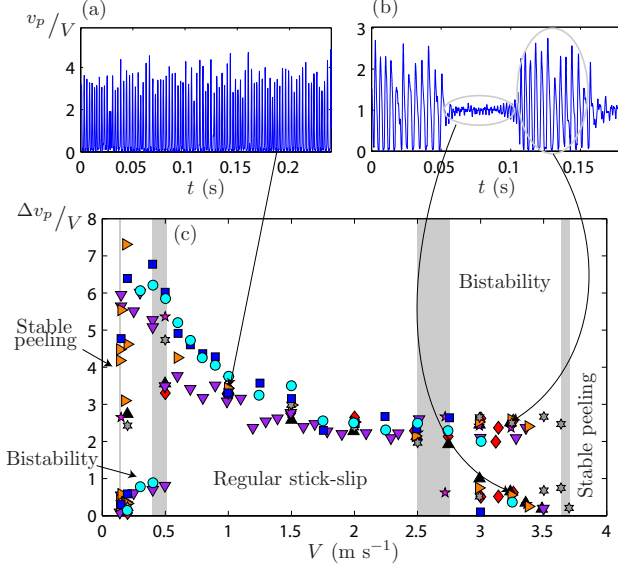 (a)
(b)
v_p/V
4
2
0
0 0.05 0.1 0.15 0.2
t (s)
3
2
1
0
0 0.05 0.1 0.15
t (s)
Δv_p/V
(c)
8
7
6
5
4
3
2
1
0
Bistability
Stable peeling
Bistability
Regular stick-slip
Stable peeling
0 0.5 1 1.5 2 2.5 3 3.5 4
V (m s⁻¹)